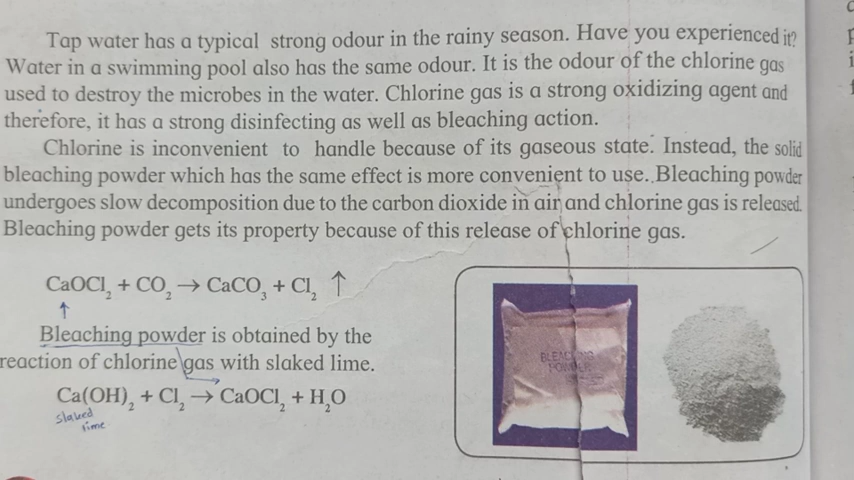 Tap water has a typical strong odour in the rainy season. Have you experienced it?
Water in a swimming pool also has the same odour. It is the odour of the chlorine gas
used to destroy the microbes in the water. Chlorine gas is a strong oxidizing agent and
therefore, it has a strong disinfecting as well as bleaching action.
Chlorine is inconvenient to handle because of its gaseous state. Instead, the solid
bleaching powder which has the same effect is more convenient to use. Bleaching powder
undergoes slow decomposition due to the carbon dioxide in air and chlorine gas is released.
Bleaching powder gets its property because of this release of chlorine gas.
CaOCl₂ + CO₂ → CaCO₃ + Cl₂ ↑
Bleaching powder is obtained by the
reaction of chlorine gas with slaked lime.
Ca(OH)₂ + Cl₂ → CaOCl₂ + H₂O
slaked
lime
BLEACHING
POWDER